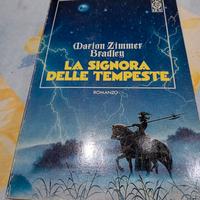 Marion Zimmer
Bradley
LA SIGNORA
DELLE TEMPESTE
ROMANZO